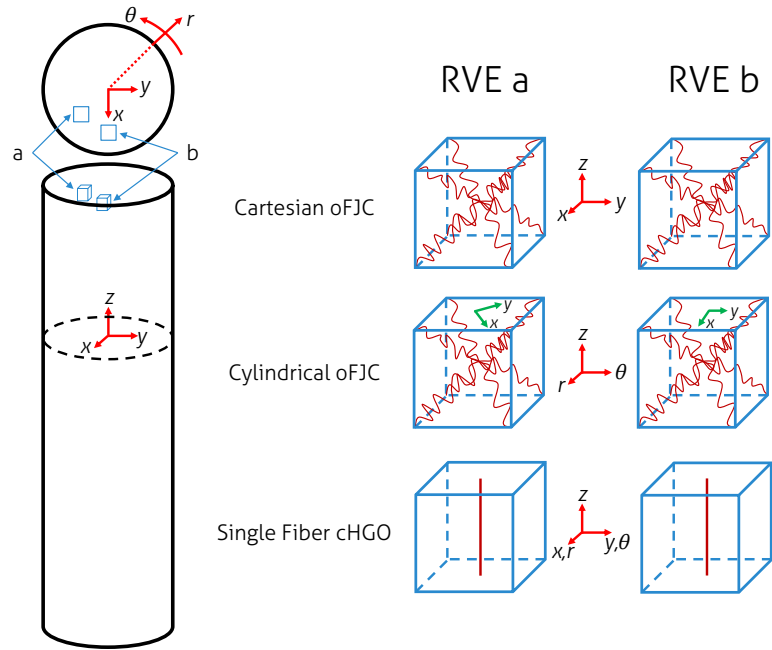 θ
r
y
x
a
b
z
y
x
RVE a
RVE b
Cartesian oFJC
z
x
y
Cylindrical oFJC
y
x
y
x
z
r
θ
Single Fiber cHGO
z
x,r
y,θ